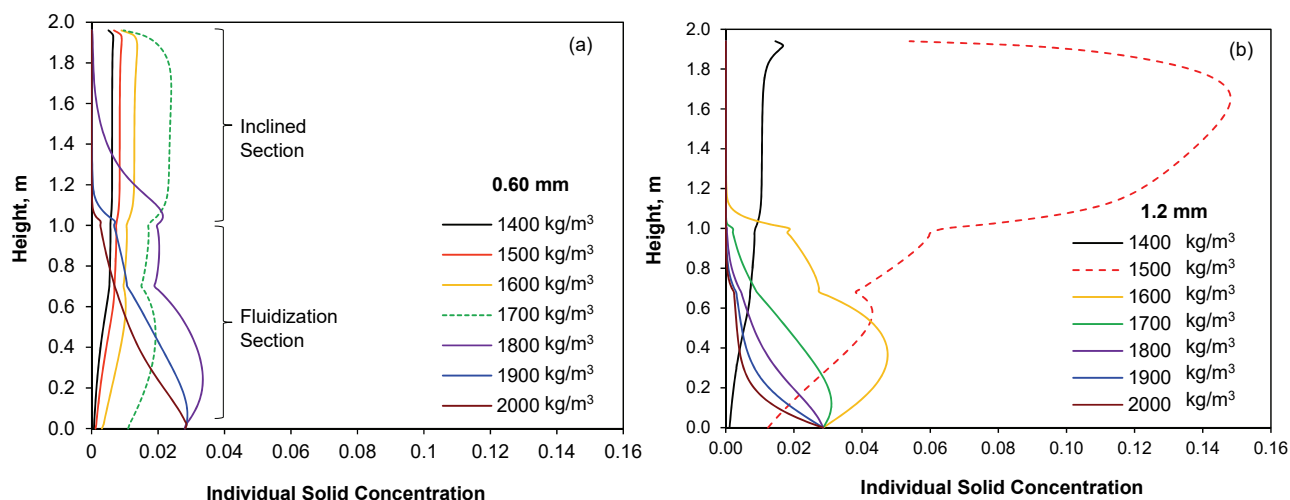 (a)
Height, m
2.0
1.8
1.6
1.4
1.2
1.0
0.8
0.6
0.4
0.2
0.0
Inclined
Section
Fluidization
Section
0.60 mm
1400 kg/m³
1500 kg/m³
1600 kg/m³
1700 kg/m³
1800 kg/m³
1900 kg/m³
2000 kg/m³
0 0.02 0.04 0.06 0.08 0.1 0.12 0.14 0.16
Individual Solid Concentration
(b)
Height, m
2.0
1.8
1.6
1.4
1.2
1.0
0.8
0.6
0.4
0.2
0.0
1.2 mm
1400 kg/m³
1500 kg/m³
1600 kg/m³
1700 kg/m³
1800 kg/m³
1900 kg/m³
2000 kg/m³
0.00 0.02 0.04 0.06 0.08 0.10 0.12 0.14 0.16
Individual Solid Concentration